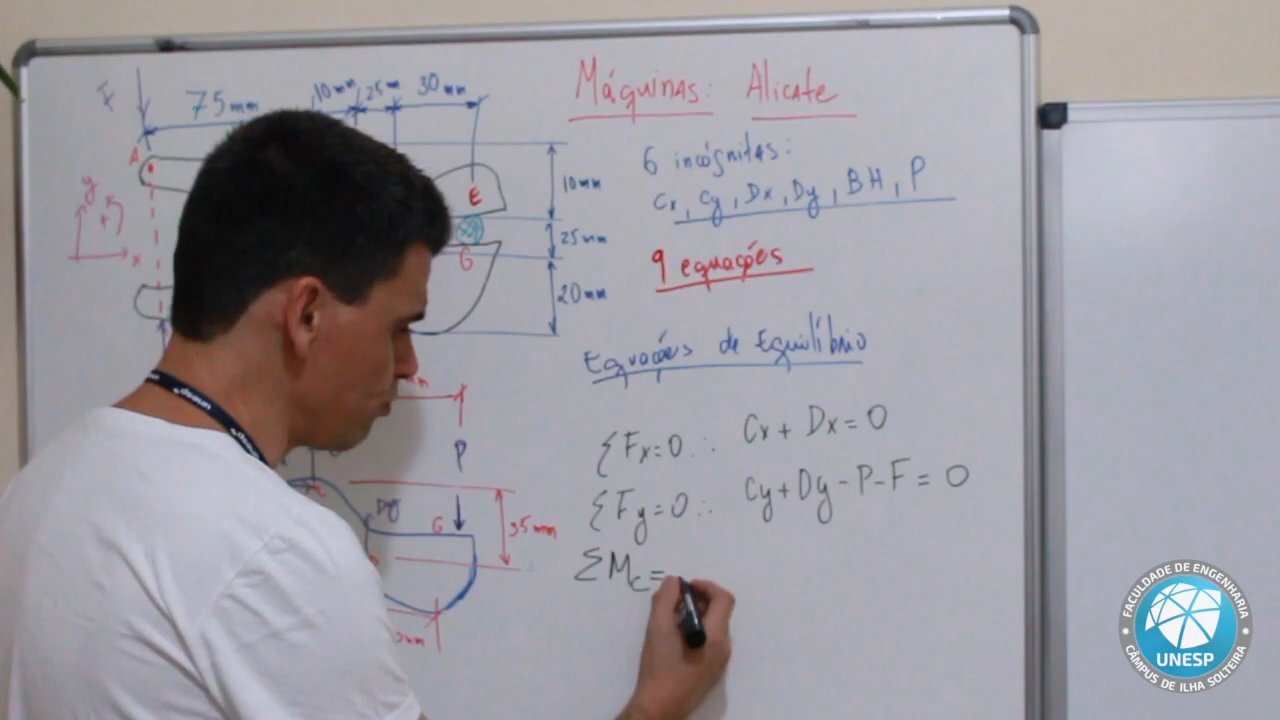 Máquinas: Alicate
F
75mm
10mm
25m
30mm
A
y
+
x
E
G
10mm
25mm
20mm
6 incógnitas:
Cx, Cy, Dx, Dy, BH, P
9 equações
Equações de Equilíbrio
ΣFx=0 ∴ Cx + Dx = 0
ΣFy=0 ∴ Cy+Dy-P-F = 0
ΣMc=
P
G
35mm
unesp
FACULDADE DE ENGENHARIA
UNESP
CÂMPUS DE ILHA SOLTEIRA